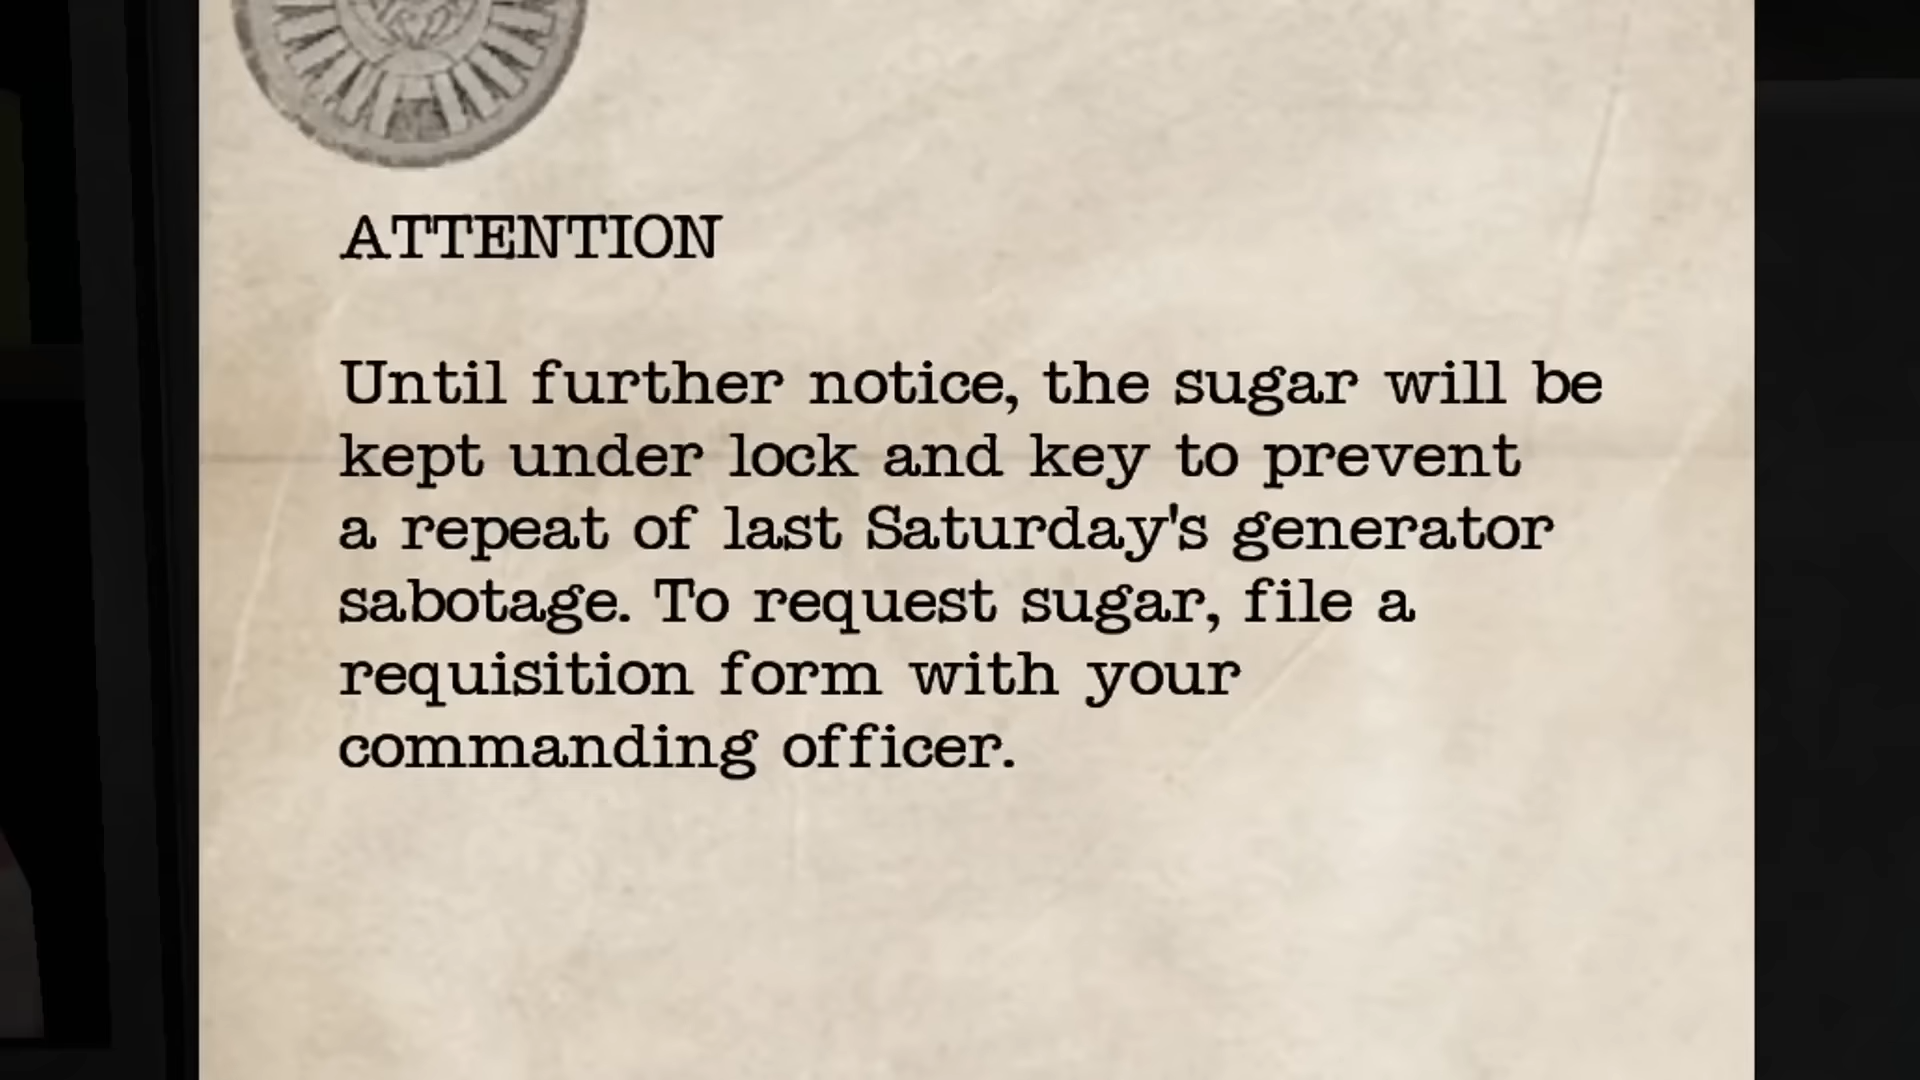 ATTENTION
Until further notice, the sugar will be
kept under lock and key to prevent
a repeat of last Saturday's generator
sabotage. To request sugar, file a
requisition form with your
commanding officer.